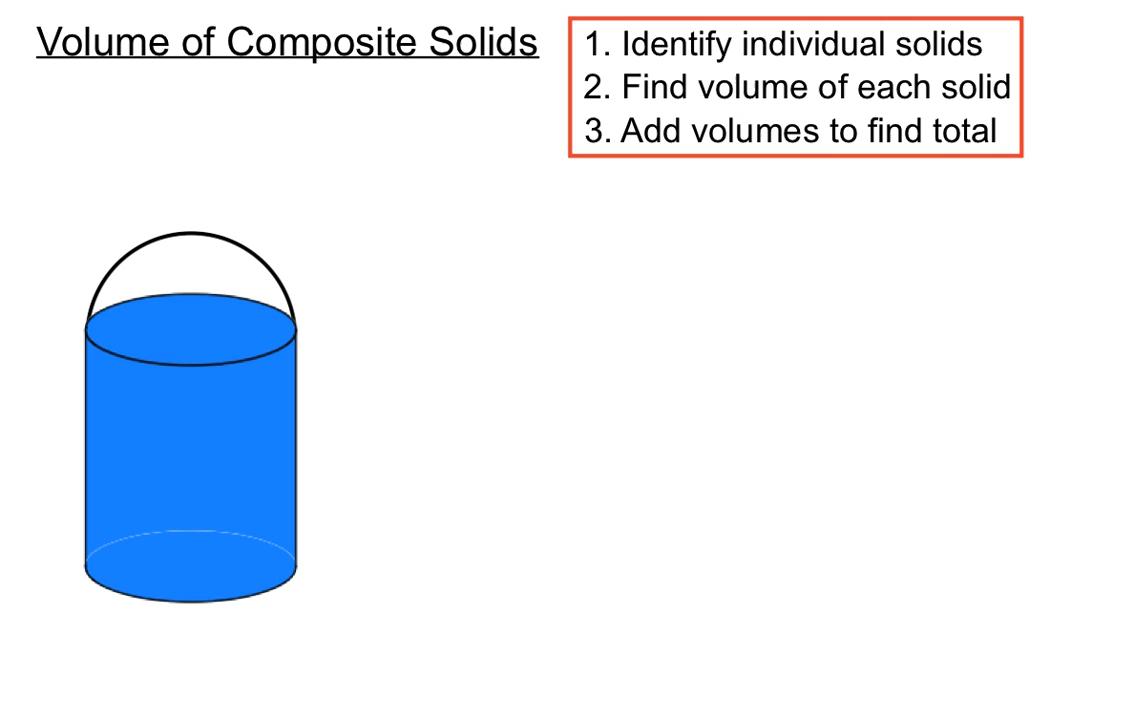 Volume of Composite Solids
1. Identify individual solids
2. Find volume of each solid
3. Add volumes to find total